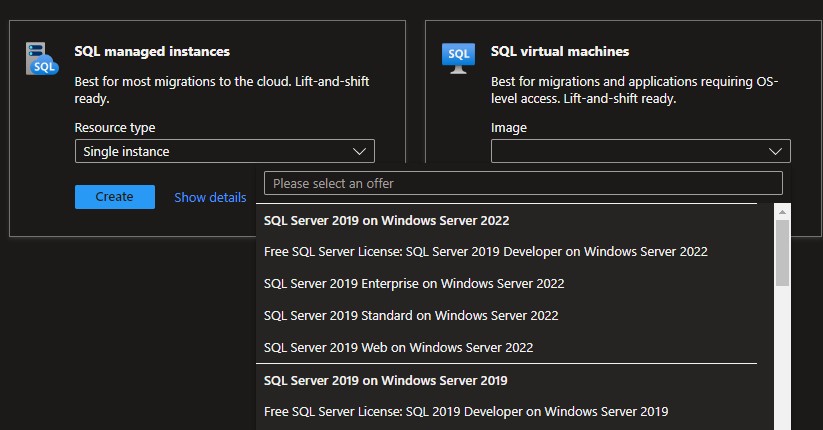 SQL managed instances
Best for most migrations to the cloud. Lift-and-shift
ready.
Resource type
Single instance
Create
Show details
SQL
SQL virtual machines
Best for migrations and applications requiring OS-
level access. Lift-and-shift ready.
Image
SQL
Please select an offer
SQL Server 2019 on Windows Server 2022
Free SQL Server License: SQL Server 2019 Developer on Windows Server 2022
SQL Server 2019 Enterprise on Windows Server 2022
SQL Server 2019 Standard on Windows Server 2022
SQL Server 2019 Web on Windows Server 2022
SQL Server 2019 on Windows Server 2019
Free SQL Server License: SQL 2019 Developer on Windows Server 2019